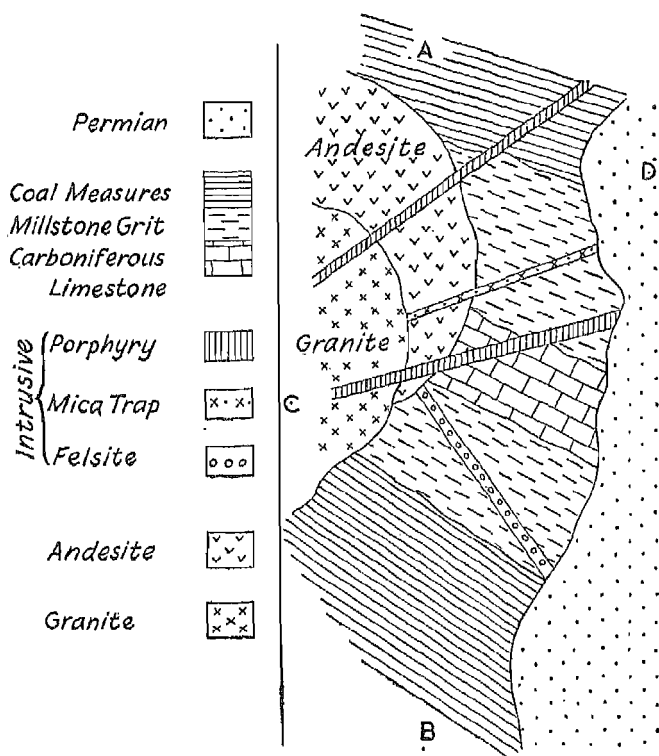 Permian
Coal Measures
Millstone Grit
Carboniferous
Limestone
Intrusive
Porphyry
Mica Trap
Felsite
Andesite
Granite
A
Andesite
D
Granite
C
B